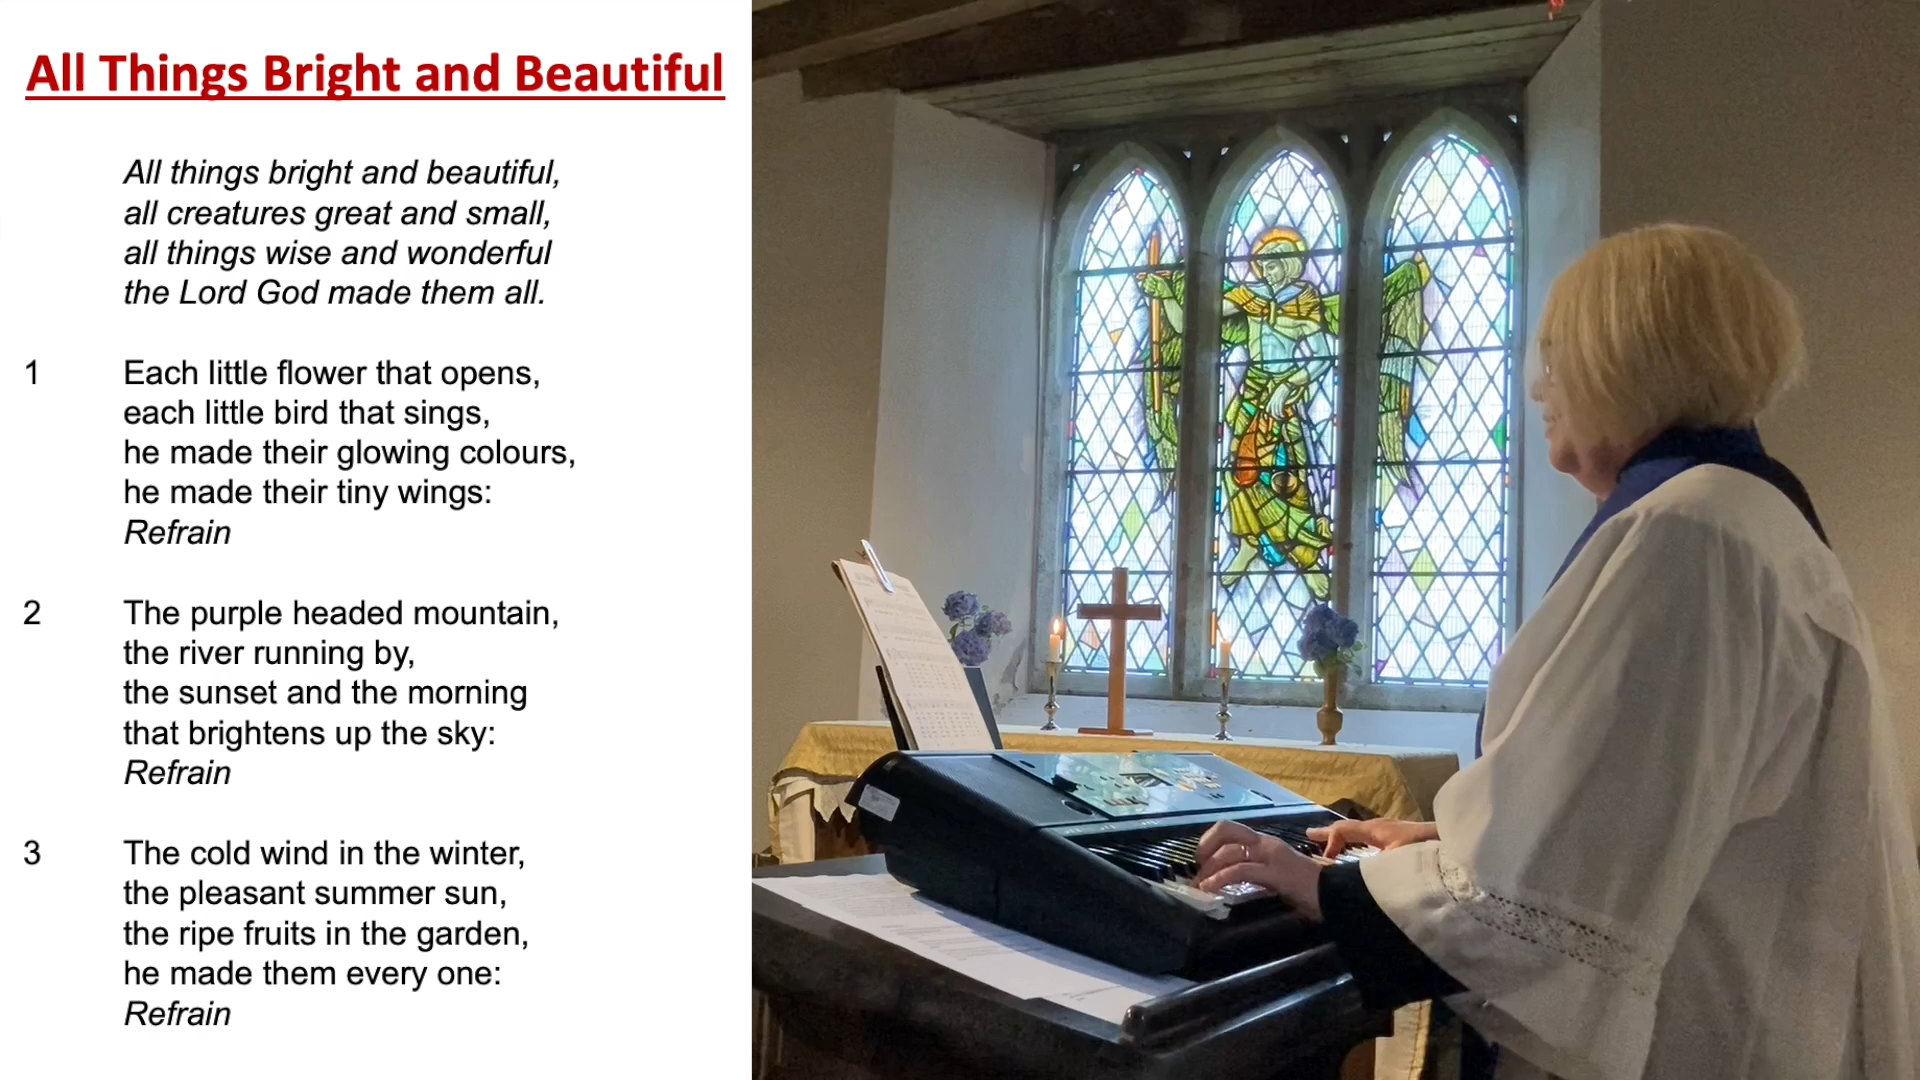 All Things Bright and Beautiful
All things bright and beautiful,
all creatures great and small,
all things wise and wonderful
the Lord God made them all.
1 Each little flower that opens,
each little bird that sings,
he made their glowing colours,
he made their tiny wings:
Refrain
2 The purple headed mountain,
the river running by,
the sunset and the morning
that brightens up the sky:
Refrain
3 The cold wind in the winter,
the pleasant summer sun,
the ripe fruits in the garden,
he made them every one:
Refrain